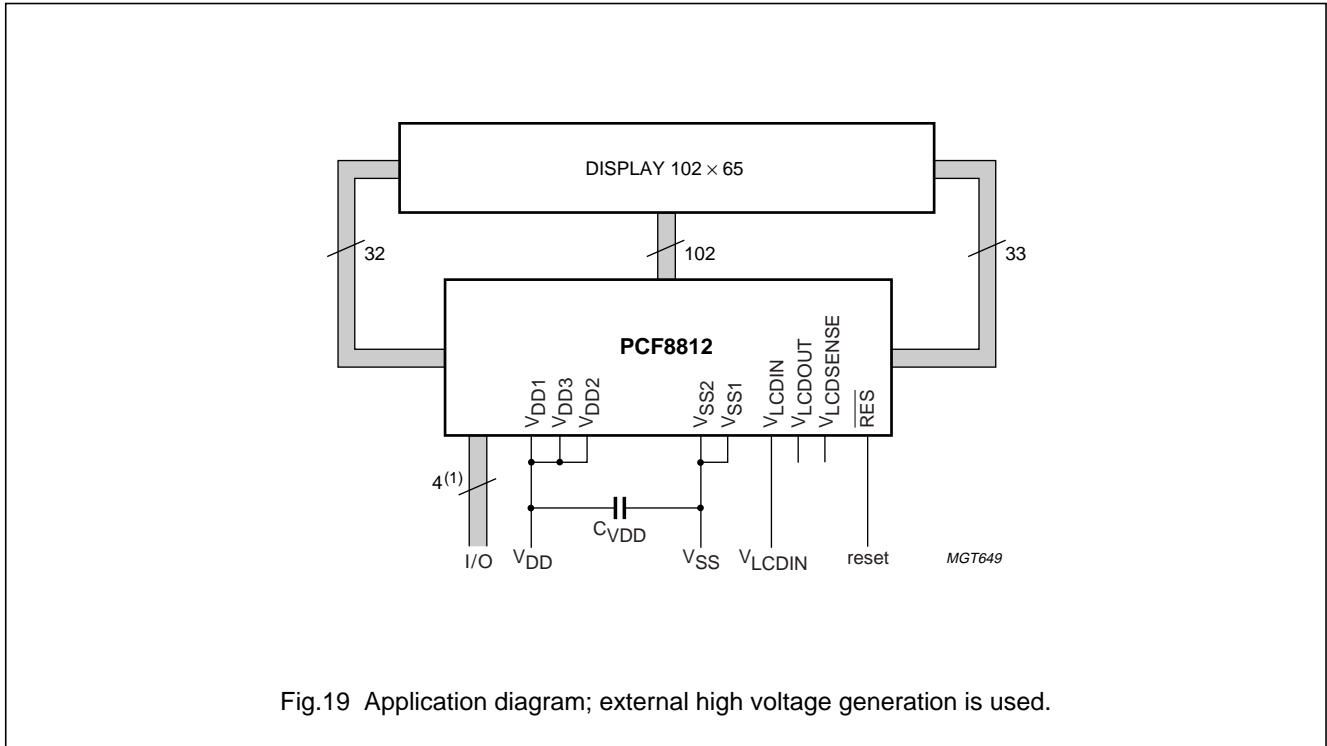 DISPLAY 102 × 65
32
102
33
PCF8812
VDD1
VDD3
VDD2
VSS2
VSS1
VLCDIN
VLCDOUT
VLCDSENSE
RES
4(1)
CVDD
I/O
VDD
VSS
VLCDIN
reset
MGT649
Fig.19 Application diagram; external high voltage generation is used.